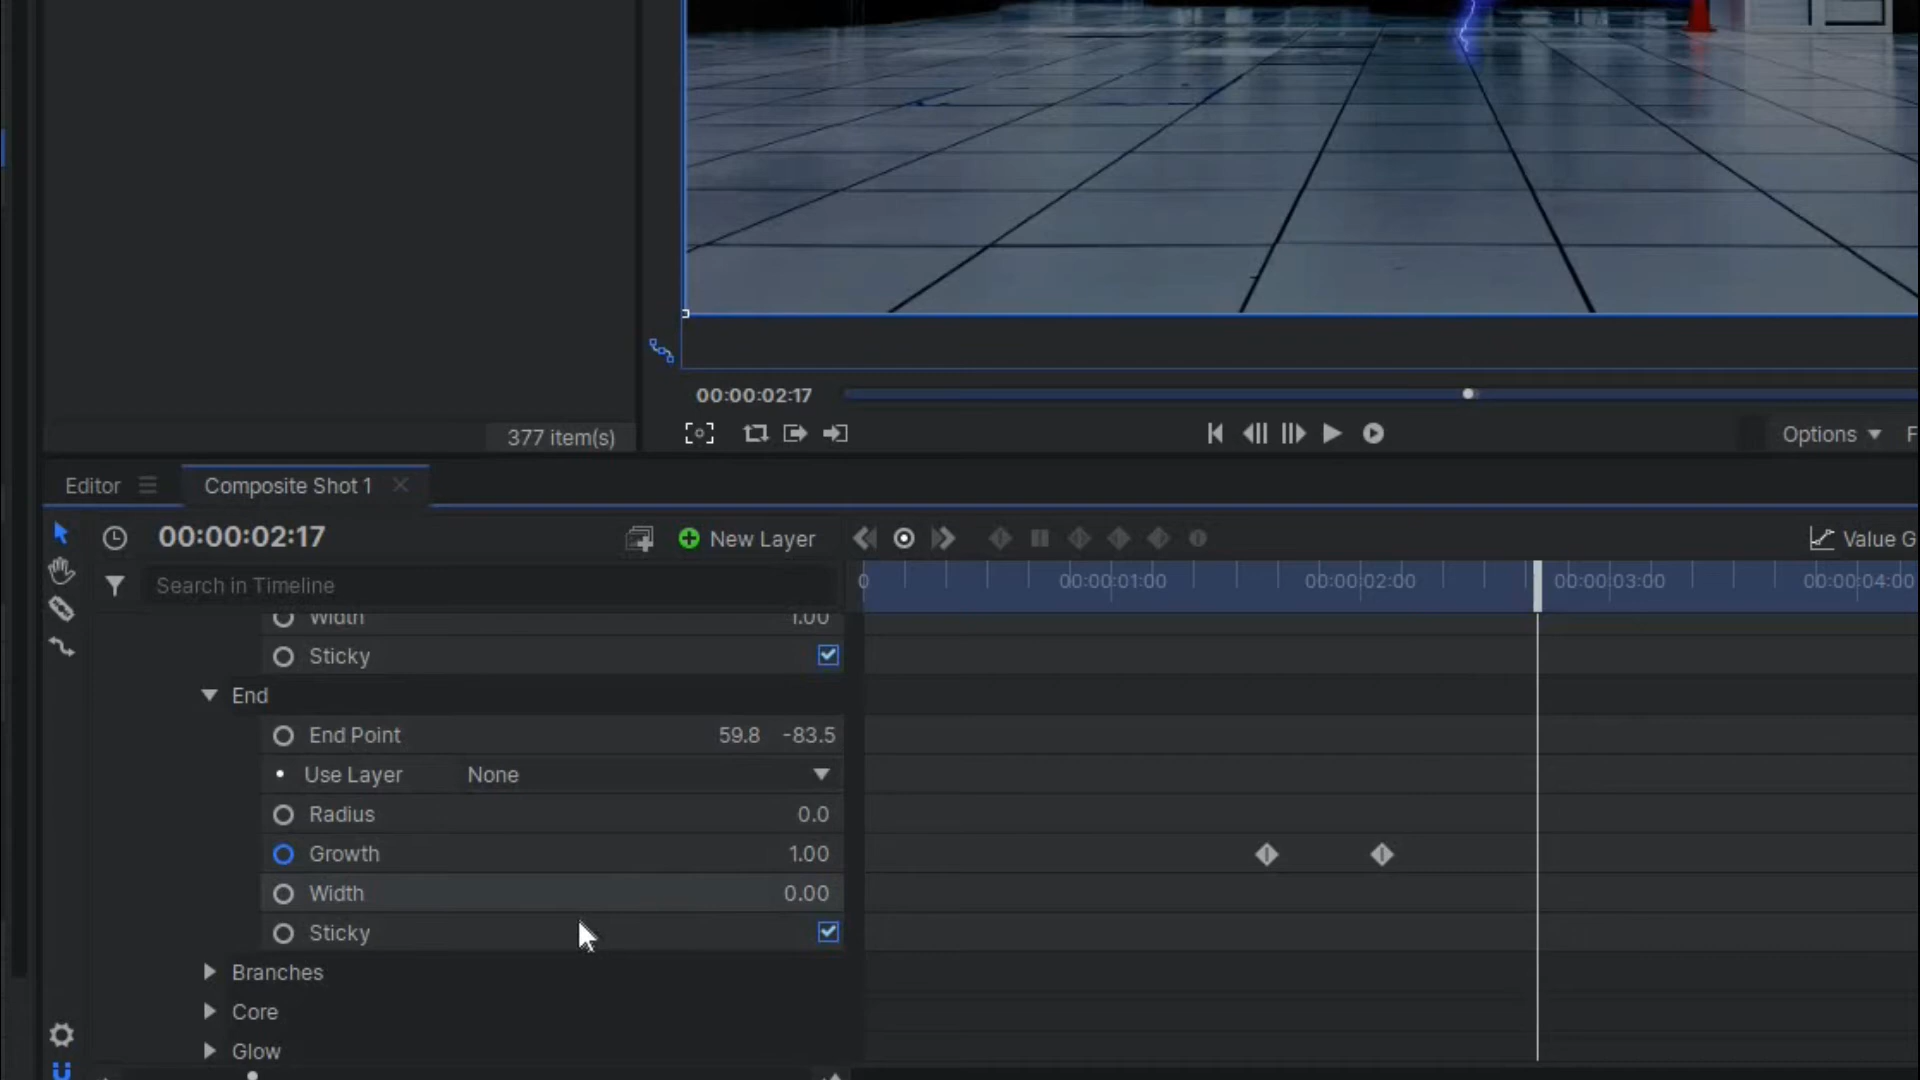 00:00:02:17
377 item(s)
Options
Editor
Composite Shot 1
00:00:02:17
New Layer
Value G
Search in Timeline
0
00:00:01:00
00:00:02:00
00:00:03:00
00:00:04:00
Width
1.00
Sticky
End
End Point
59.8
-83.5
Use Layer
None
Radius
0.0
Growth
1.00
Width
0.00
Sticky
Branches
Core
Glow